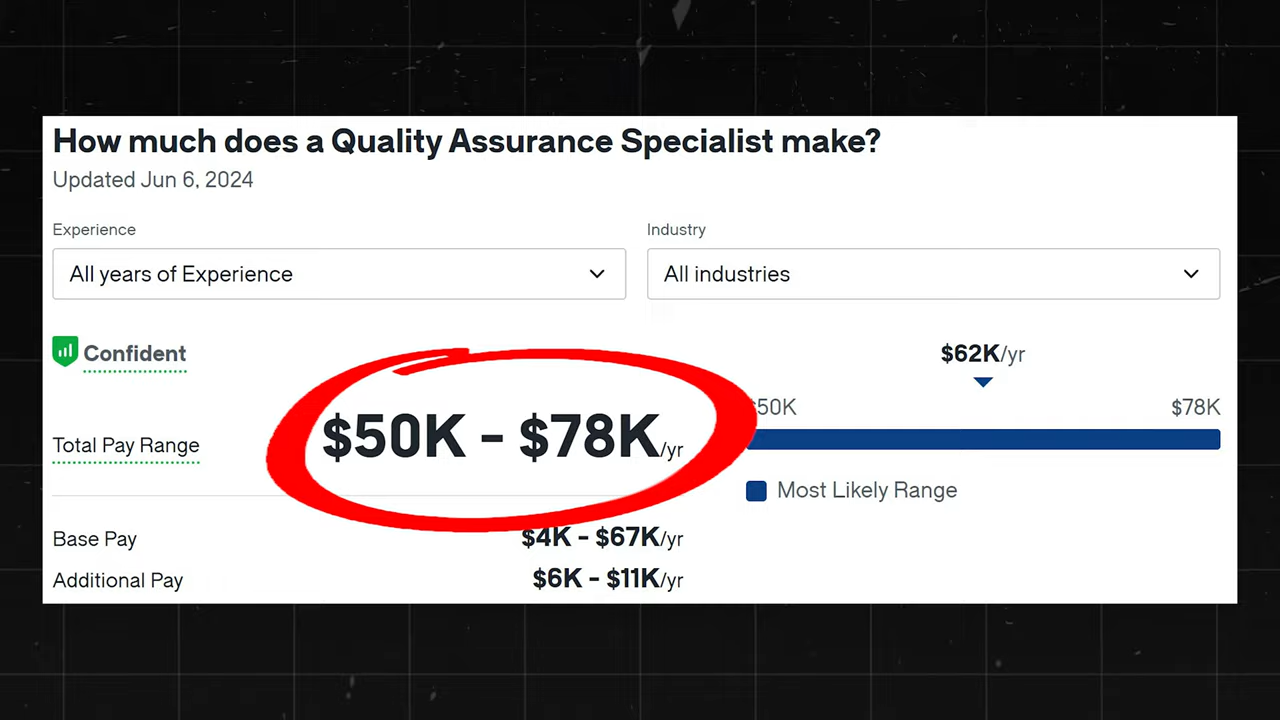 How much does a Quality Assurance Specialist make?
Updated Jun 6, 2024
Experience
Industry
All years of Experience
All industries
Confident
$62K/yr
$50K – $78K/yr
50K
$78K
Total Pay Range
Most Likely Range
Base Pay
$4K – $67K/yr
Additional Pay
$6K – $11K/yr